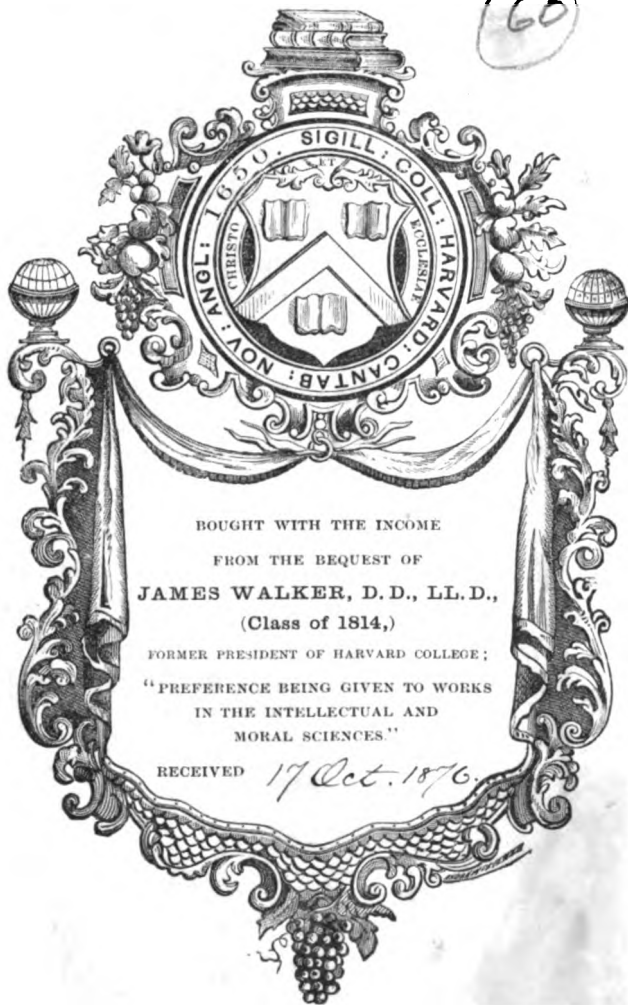 60
SIGILL: COLL: HARVARD: CANTAB: NOV: ANGL: 1650.
CHRISTO ET ECCLESIAE
BOUGHT WITH THE INCOME
FROM THE BEQUEST OF
JAMES WALKER, D.D., LL.D.,
(Class of 1814,)
FORMER PRESIDENT OF HARVARD COLLEGE;
"PREFERENCE BEING GIVEN TO WORKS
IN THE INTELLECTUAL AND
MORAL SCIENCES."
RECEIVED 17 Oct. 1876.